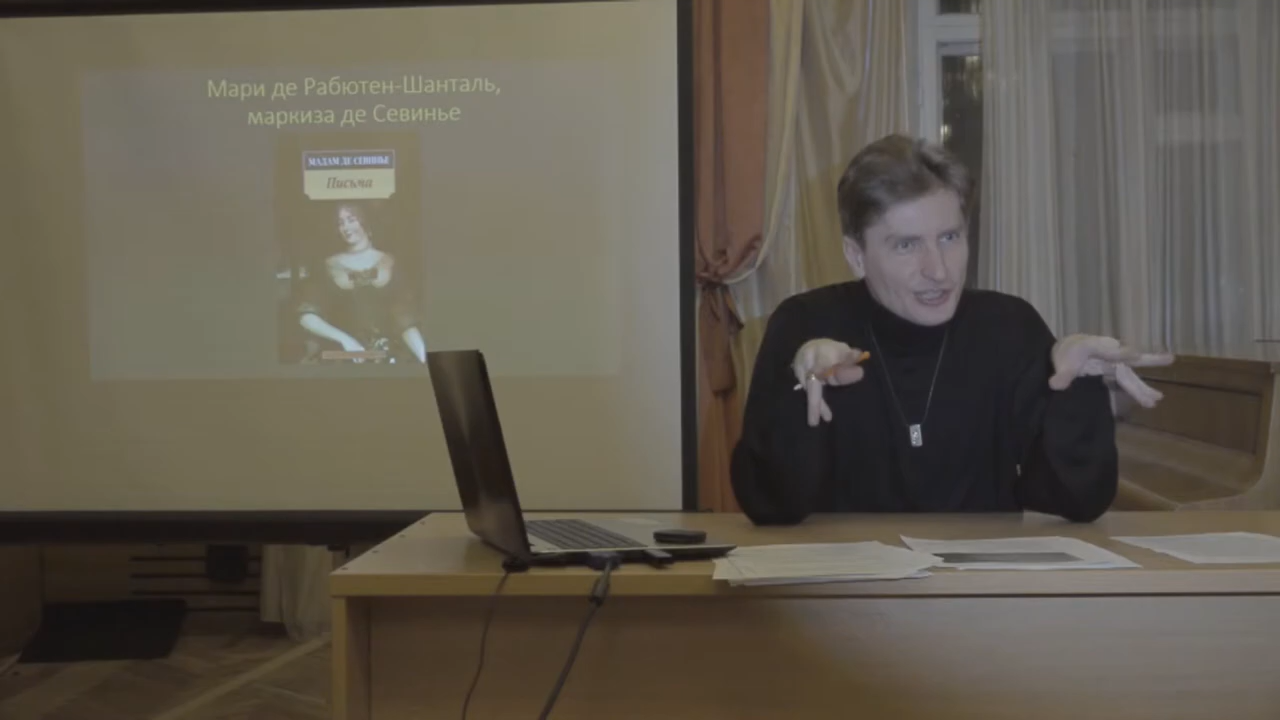 Мари де Рабютен-Шанталь,
маркиза де Севинье
МАДАМ ДЕ СЕВИНЬЕ
Письма